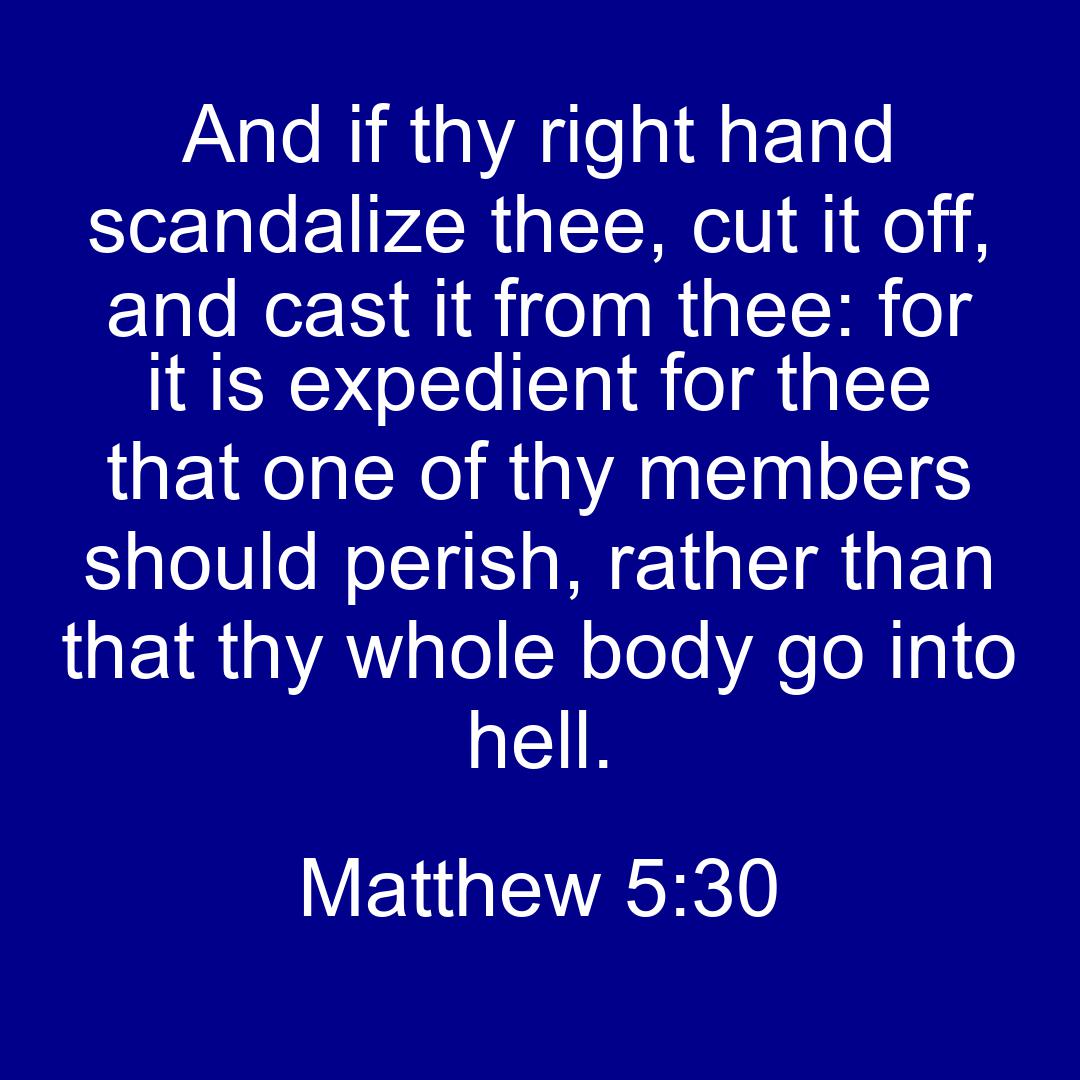 And if thy right hand
scandalize thee, cut it off,
and cast it from thee: for
it is expedient for thee
that one of thy members
should perish, rather than
that thy whole body go into
hell.
Matthew 5:30